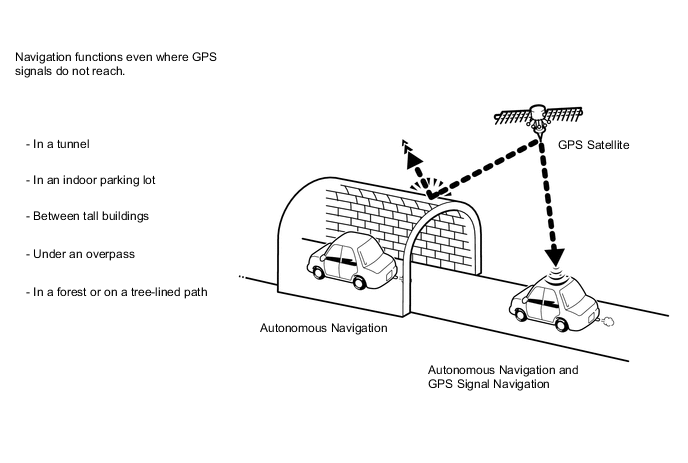 Navigation functions even where GPS
signals do not reach.
- In a tunnel
- In an indoor parking lot
- Between tall buildings
- Under an overpass
- In a forest or on a tree-lined path
GPS Satellite
Autonomous Navigation
Autonomous Navigation and
GPS Signal Navigation